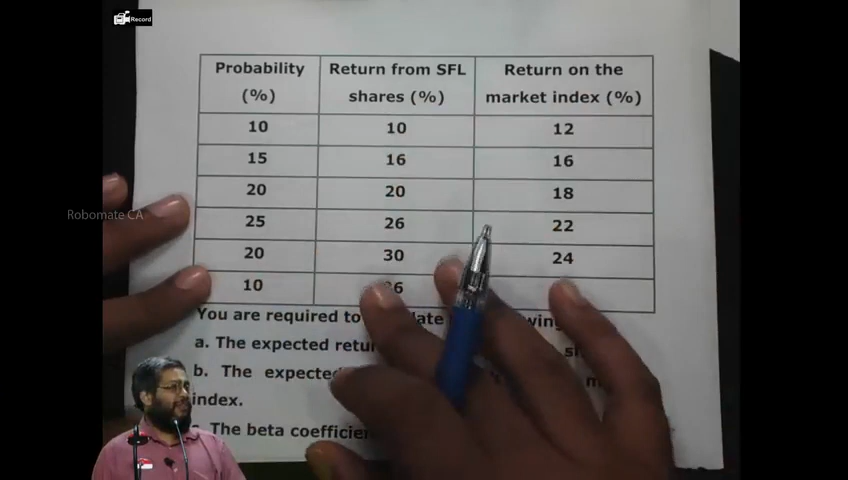 Record
Probability (%) Return from SFL shares (%) Return on the market index (%)
10 10 12
15 16 16
20 20 18
25 26 22
20 30 24
10
You are required to
a. The expected
b. The expected
index.
The beta
Robomate CA